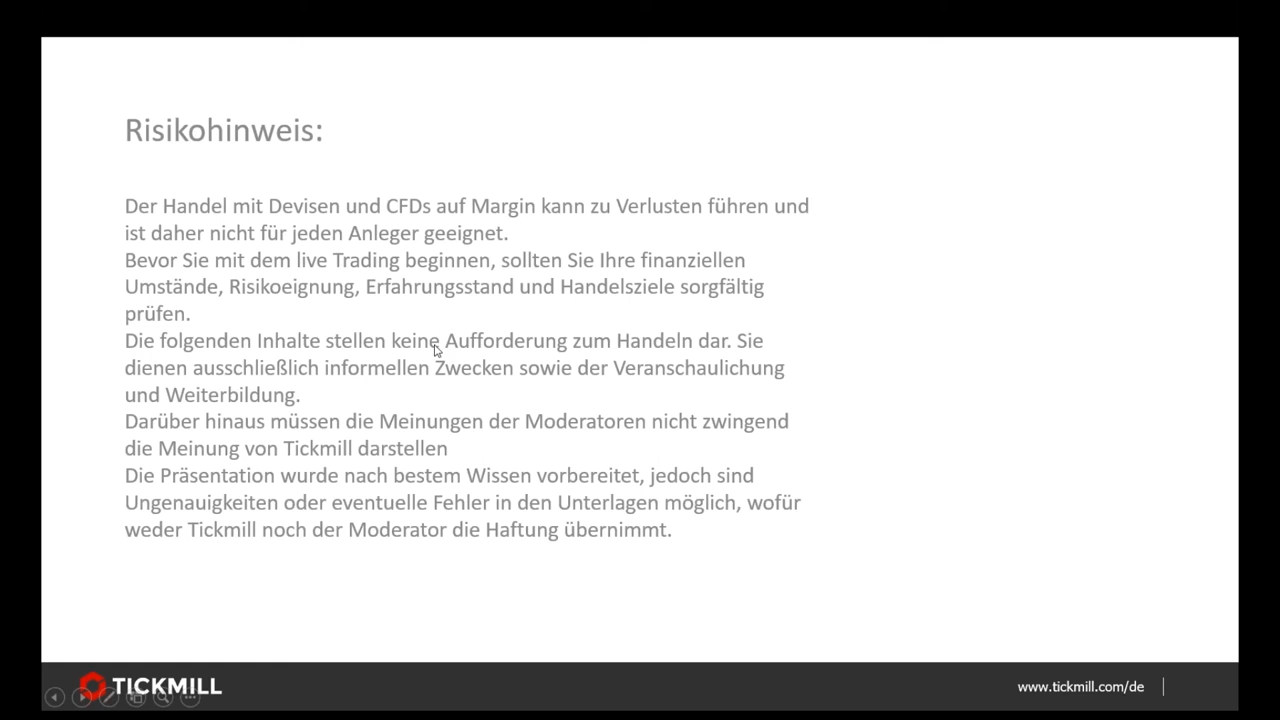 Risikohinweis:
Der Handel mit Devisen und CFDs auf Margin kann zu Verlusten führen und
ist daher nicht für jeden Anleger geeignet.
Bevor Sie mit dem live Trading beginnen, sollten Sie Ihre finanziellen
Umstände, Risikoeignung, Erfahrungsstand und Handelsziele sorgfältig
prüfen.
Die folgenden Inhalte stellen keine Aufforderung zum Handeln dar. Sie
dienen ausschließlich informellen Zwecken sowie der Veranschaulichung
und Weiterbildung.
Darüber hinaus müssen die Meinungen der Moderatoren nicht zwingend
die Meinung von Tickmill darstellen
Die Präsentation wurde nach bestem Wissen vorbereitet, jedoch sind
Ungenauigkeiten oder eventuelle Fehler in den Unterlagen möglich, wofür
weder Tickmill noch der Moderator die Haftung übernimmt.
TICKMILL
www.tickmill.com/de